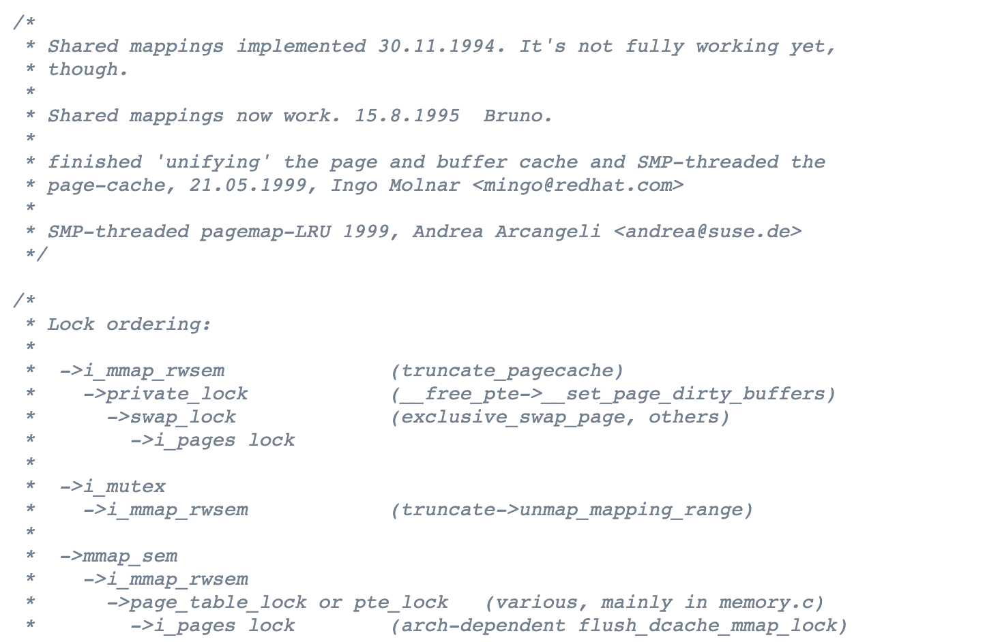 /*
 * Shared mappings implemented 30.11.1994. It's not fully working yet,
 * though.
 *
 * Shared mappings now work. 15.8.1995  Bruno.
 *
 * finished 'unifying' the page and buffer cache and SMP-threaded the
 * page-cache, 21.05.1999, Ingo Molnar <mingo@redhat.com>
 *
 * SMP-threaded pagemap-LRU 1999, Andrea Arcangeli <andrea@suse.de>
 */

/*
 * Lock ordering:
 *
 *  ->i_mmap_rwsem              (truncate_pagecache)
 *    ->private_lock            (__free_pte->__set_page_dirty_buffers)
 *      ->swap_lock             (exclusive_swap_page, others)
 *        ->i_pages lock
 *
 *  ->i_mutex
 *    ->i_mmap_rwsem            (truncate->unmap_mapping_range)
 *
 *  ->mmap_sem
 *    ->i_mmap_rwsem
 *      ->page_table_lock or pte_lock   (various, mainly in memory.c)
 *        ->i_pages lock        (arch-dependent flush_dcache_mmap_lock)